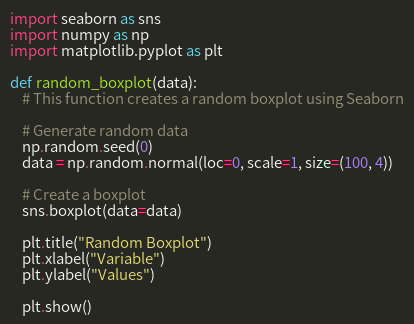 import seaborn as sns
import numpy as np
import matplotlib.pyplot as plt

def random_boxplot(data):
    # This function creates a random boxplot using Seaborn

    # Generate random data
    np.random.seed(0)
    data = np.random.normal(loc=0, scale=1, size=(100, 4))

    # Create a boxplot
    sns.boxplot(data=data)

    plt.title("Random Boxplot")
    plt.xlabel("Variable")
    plt.ylabel("Values")

    plt.show()